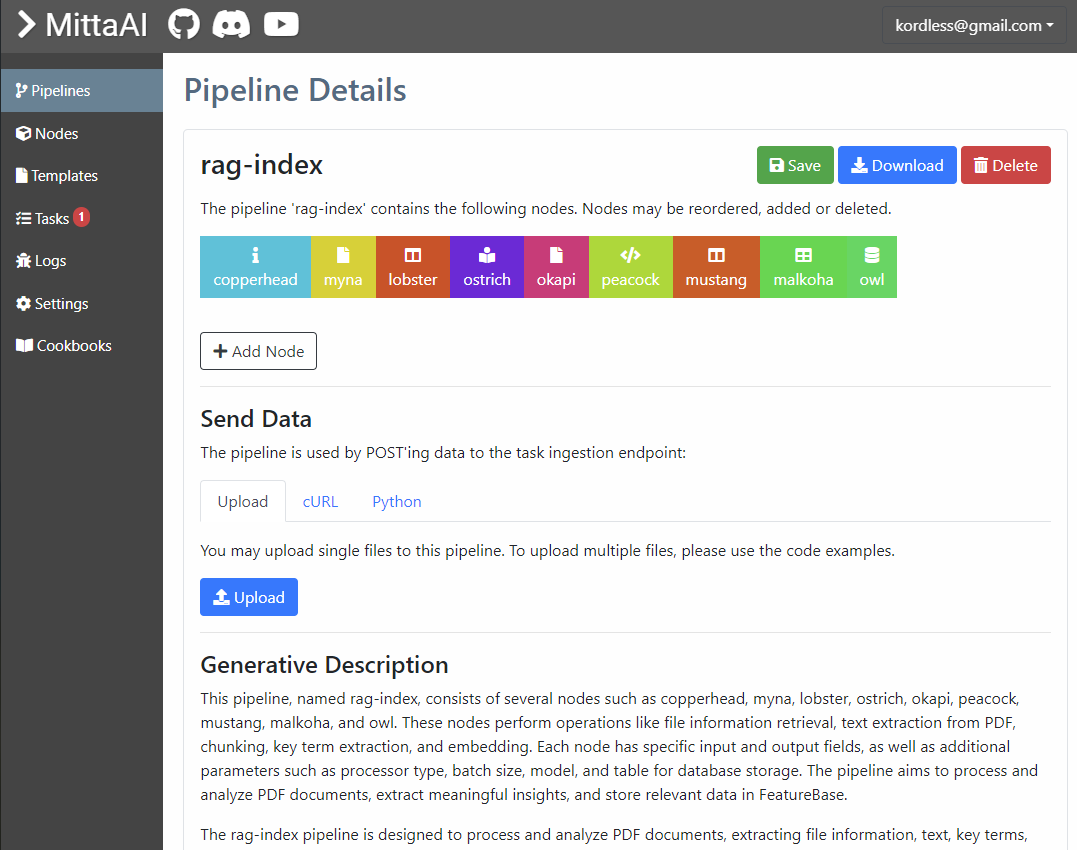 MittaAI
kordless@gmail.com
Pipelines
Nodes
Templates
Tasks 1
Logs
Settings
Cookbooks
Pipeline Details
rag-index
Save Download Delete
The pipeline 'rag-index' contains the following nodes. Nodes may be reordered, added or deleted.
copperhead myna lobster ostrich okapi peacock mustang malkoha owl
Add Node
Send Data
The pipeline is used by POST'ing data to the task ingestion endpoint:
Upload cURL Python
You may upload single files to this pipeline. To upload multiple files, please use the code examples.
Upload
Generative Description
This pipeline, named rag-index, consists of several nodes such as copperhead, myna, lobster, ostrich, okapi, peacock,
mustang, malkoha, and owl. These nodes perform operations like file information retrieval, text extraction from PDF,
chunking, key term extraction, and embedding. Each node has specific input and output fields, as well as additional
parameters such as processor type, batch size, model, and table for database storage. The pipeline aims to process and
analyze PDF documents, extract meaningful insights, and store relevant data in FeatureBase.
The rag-index pipeline is designed to process and analyze PDF documents, extracting file information, text, key terms,